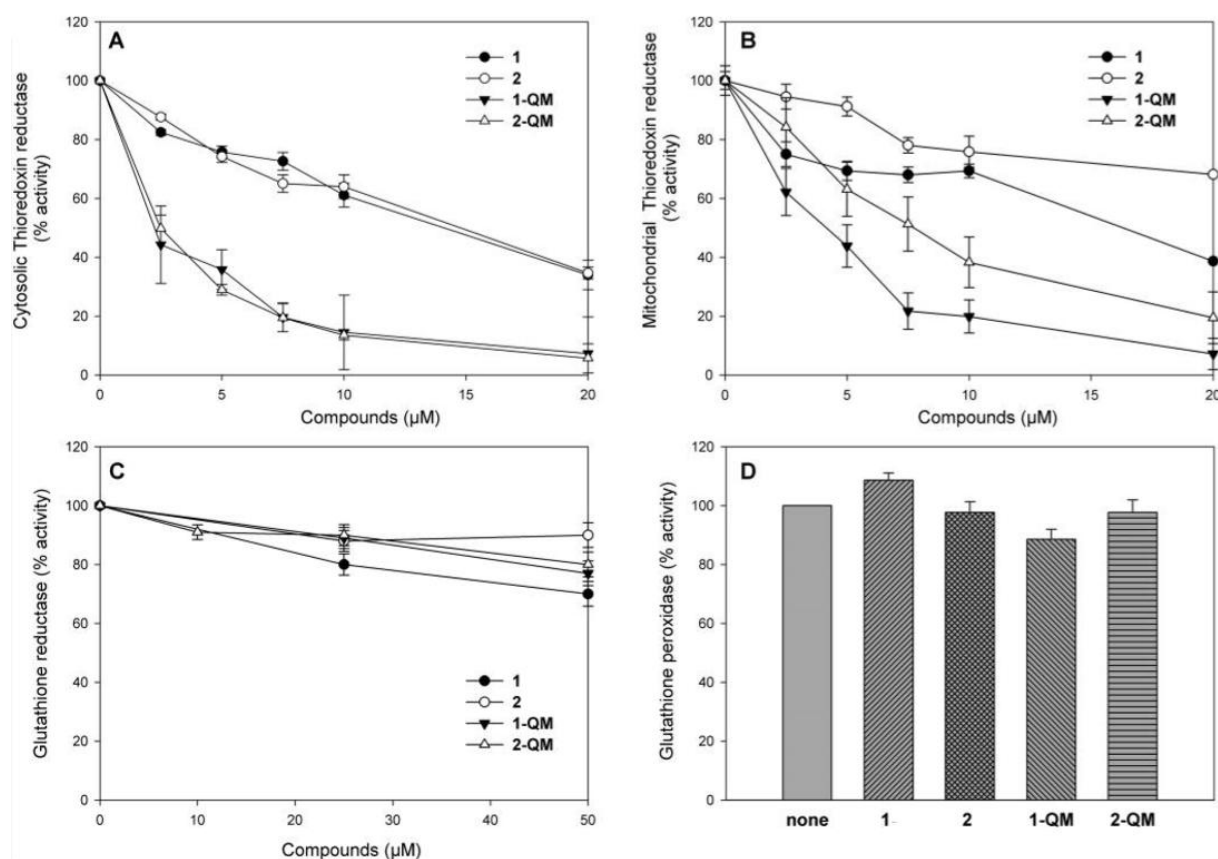 A
Cytosolic Thioredoxin reductase
(% activity)
120
100
80
60
40
20
0
0 5 10 15 20
Compounds (µM)
1
2
1-QM
2-QM
B
Mitochondrial Thioredoxin reductase
(% activity)
120
100
80
60
40
20
0
0 5 10 15 20
Compounds (µM)
1
2
1-QM
2-QM
C
Glutathione reductase (% activity)
120
100
80
60
40
20
0
0 10 20 30 40 50
Compounds (µM)
1
2
1-QM
2-QM
D
Glutathione peroxidase (% activity)
120
100
80
60
40
20
0
none 1 2 1-QM 2-QM